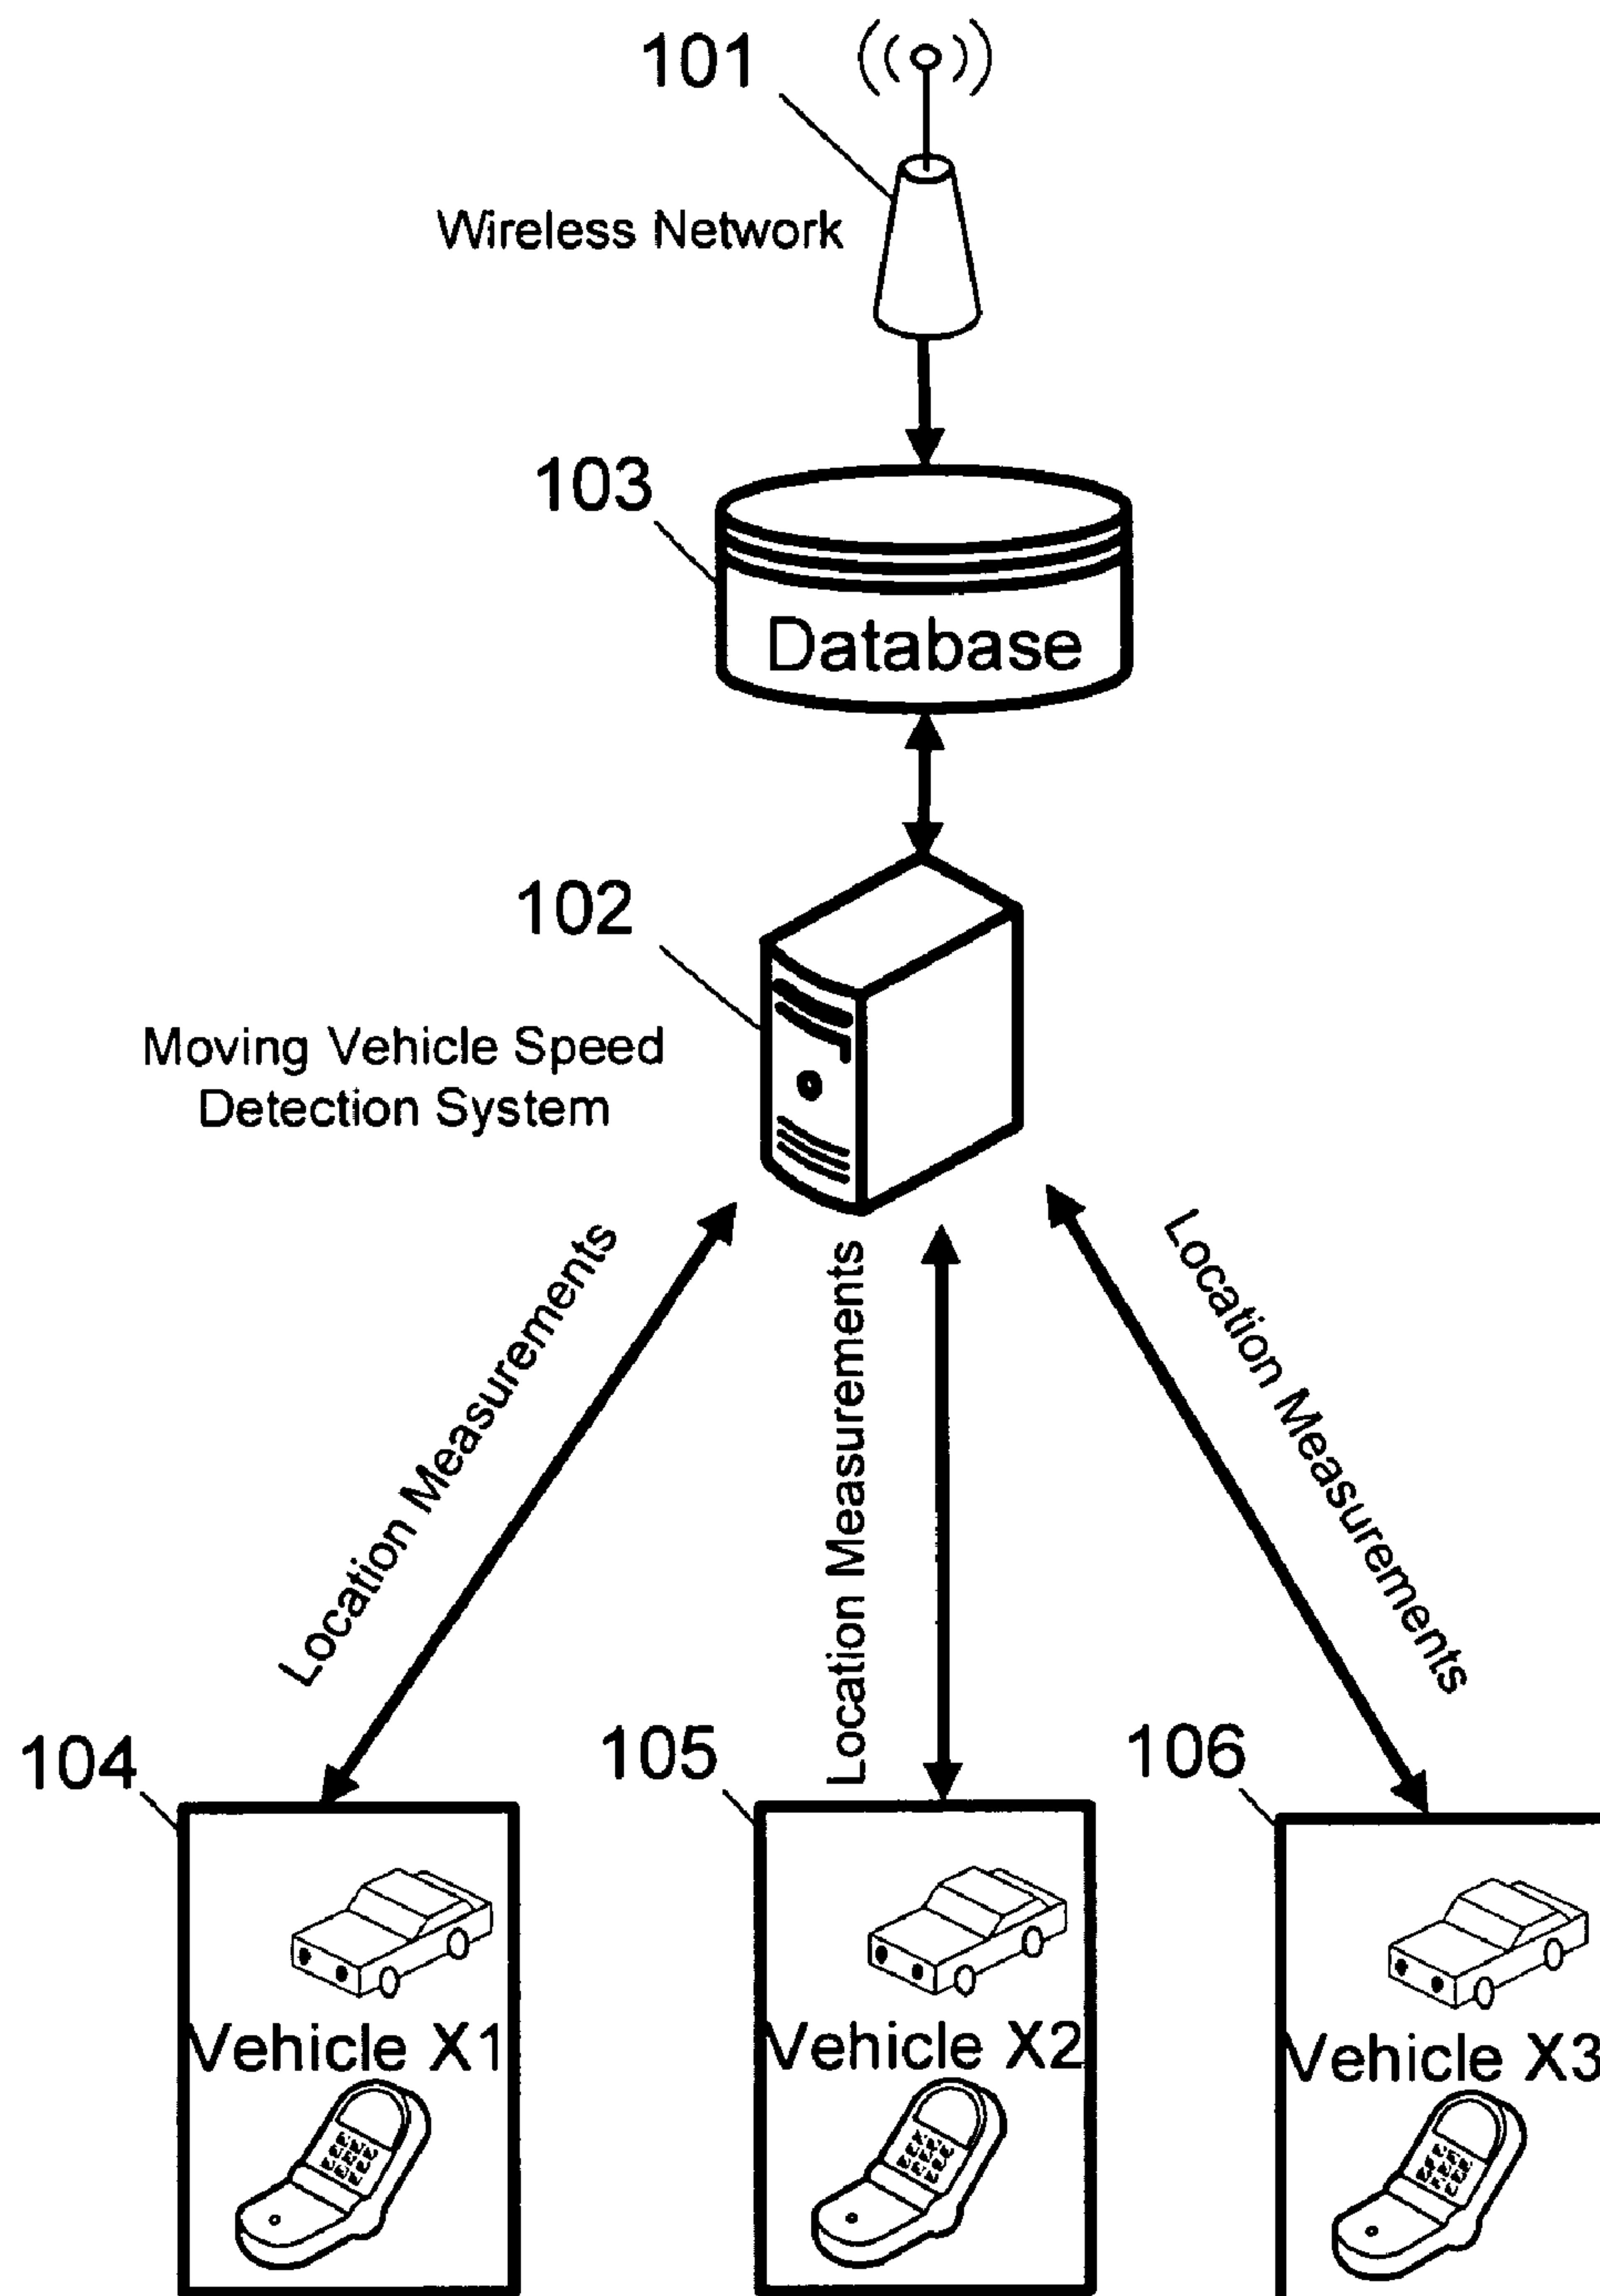 101
Wireless Network
103
Database
102
Moving Vehicle Speed
Detection System
Location Measurements
Location Measurements
Location Measurements
104
105
106
Vehicle X1
Vehicle X2
Vehicle X3